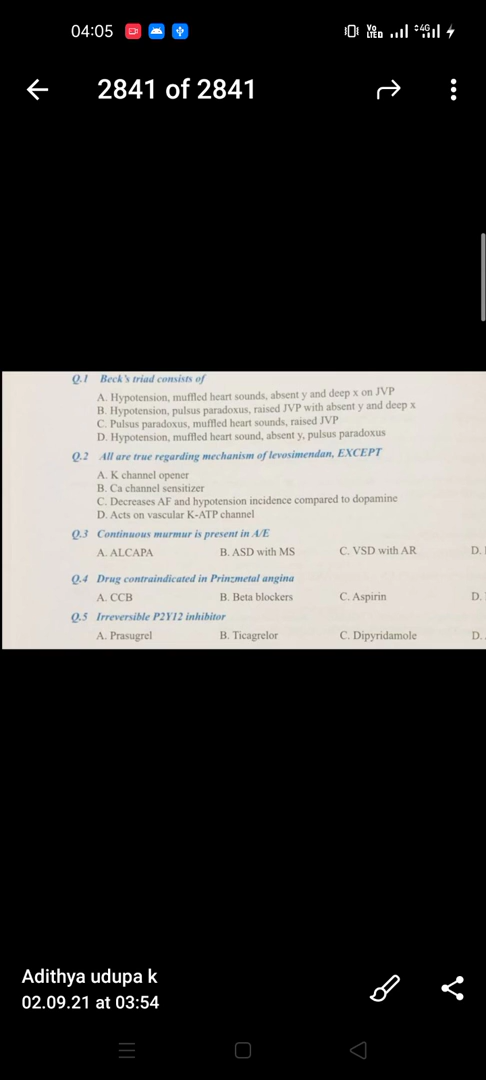 04:05
Vo
LTED
4G
2841 of 2841
Q.1 Beck's triad consists of
A. Hypotension, muffled heart sounds, absent y and deep x on JVP
B. Hypotension, pulsus paradoxus, raised JVP with absent y and deep x
C. Pulsus paradoxus, muffled heart sounds, raised JVP
D. Hypotension, muffled heart sound, absent y, pulsus paradoxus
Q.2 All are true regarding mechanism of levosimendan, EXCEPT
A. K channel opener
B. Ca channel sensitizer
C. Decreases AF and hypotension incidence compared to dopamine
D. Acts on vascular K-ATP channel
Q.3 Continuous murmur is present in A/E
A. ALCAPA B. ASD with MS C. VSD with AR D.
Q.4 Drug contraindicated in Prinzmetal angina
A. CCB B. Beta blockers C. Aspirin D.
Q.5 Irreversible P2Y12 inhibitor
A. Prasugrel B. Ticagrelor C. Dipyridamole D.
Adithya udupa k
02.09.21 at 03:54